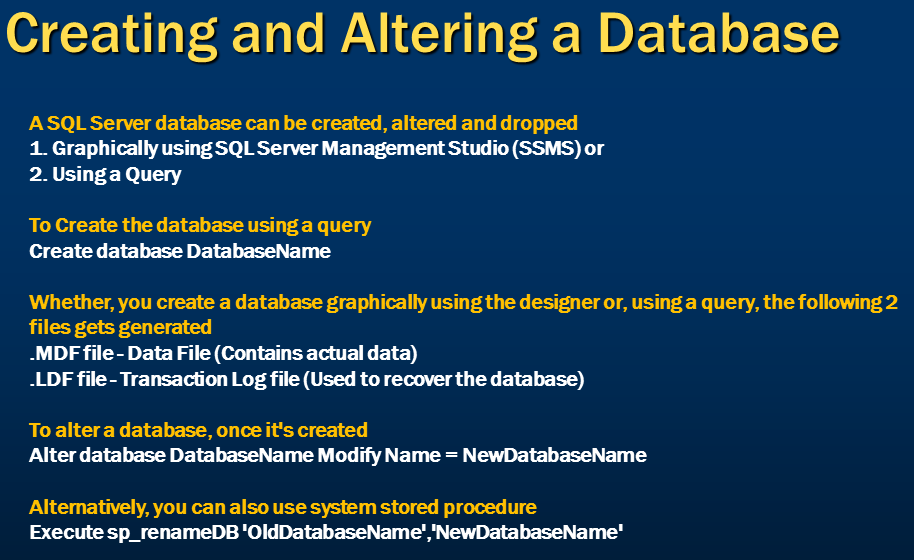 Creating and Altering a Database
A SQL Server database can be created, altered and dropped
1. Graphically using SQL Server Management Studio (SSMS) or
2. Using a Query
To Create the database using a query
Create database DatabaseName
Whether, you create a database graphically using the designer or, using a query, the following 2
files gets generated
.MDF file - Data File (Contains actual data)
.LDF file - Transaction Log file (Used to recover the database)
To alter a database, once it's created
Alter database DatabaseName Modify Name = NewDatabaseName
Alternatively, you can also use system stored procedure
Execute sp_renameDB 'OldDatabaseName','NewDatabaseName'